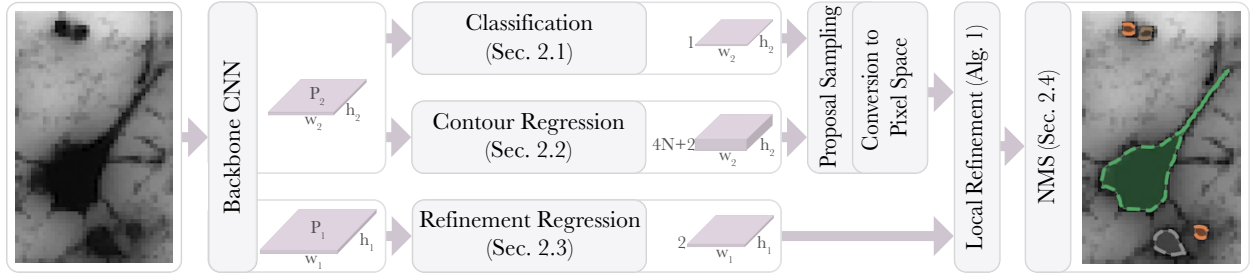 Backbone CNN
P2
w2
h2
P1
w1
h1
Classification
(Sec. 2.1)
1
w2
h2
Contour Regression
(Sec. 2.2)
4N+2
w2
h2
Refinement Regression
(Sec. 2.3)
2
w1
h1
Proposal Sampling
Conversion to
Pixel Space
Local Refinement (Alg. 1)
NMS (Sec. 2.4)